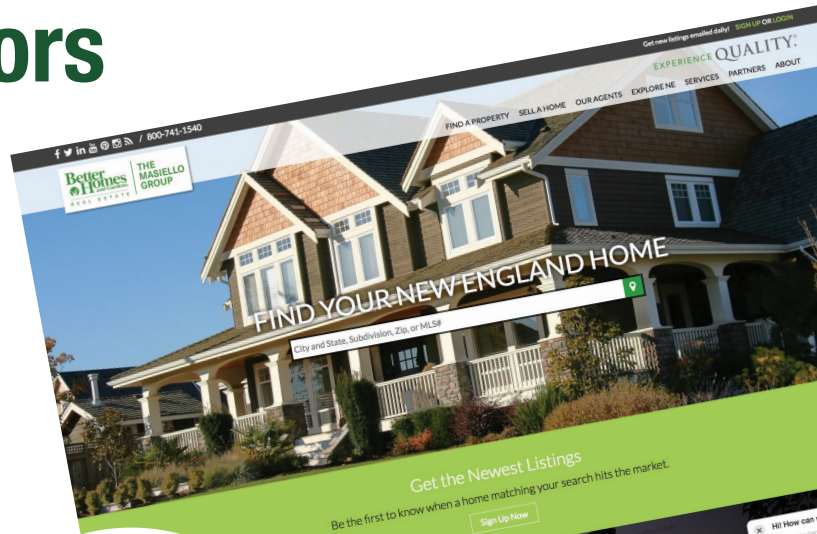 ors
Get new listings emailed daily! SIGN UP OR LOGIN
EXPERIENCE QUALITY.®
/ 800-741-1540
FIND A PROPERTY SELL A HOME OUR AGENTS EXPLORE NE SERVICES PARTNERS ABOUT
Better Homes and Gardens REAL ESTATE
THE MASIELLO GROUP
FIND YOUR NEW ENGLAND HOME
City and State, Subdivision, Zip, or MLS#
Get the Newest Listings
Be the first to know when a home matching your search hits the market.
Sign Up Now
Hi! How can